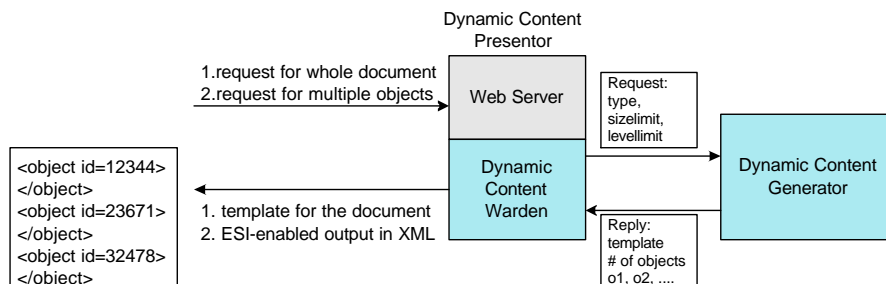 Dynamic Content
Presentor
1.request for whole document
2.request for multiple objects
Web Server
Request:
type,
sizelimit,
levellimit
Dynamic
Content
Warden
Dynamic Content
Generator
<object id=12344>
</object>
<object id=23671>
</object>
<object id=32478>
</object>
1. template for the document
2. ESI-enabled output in XML
Reply:
template
# of objects
o1, o2, ....